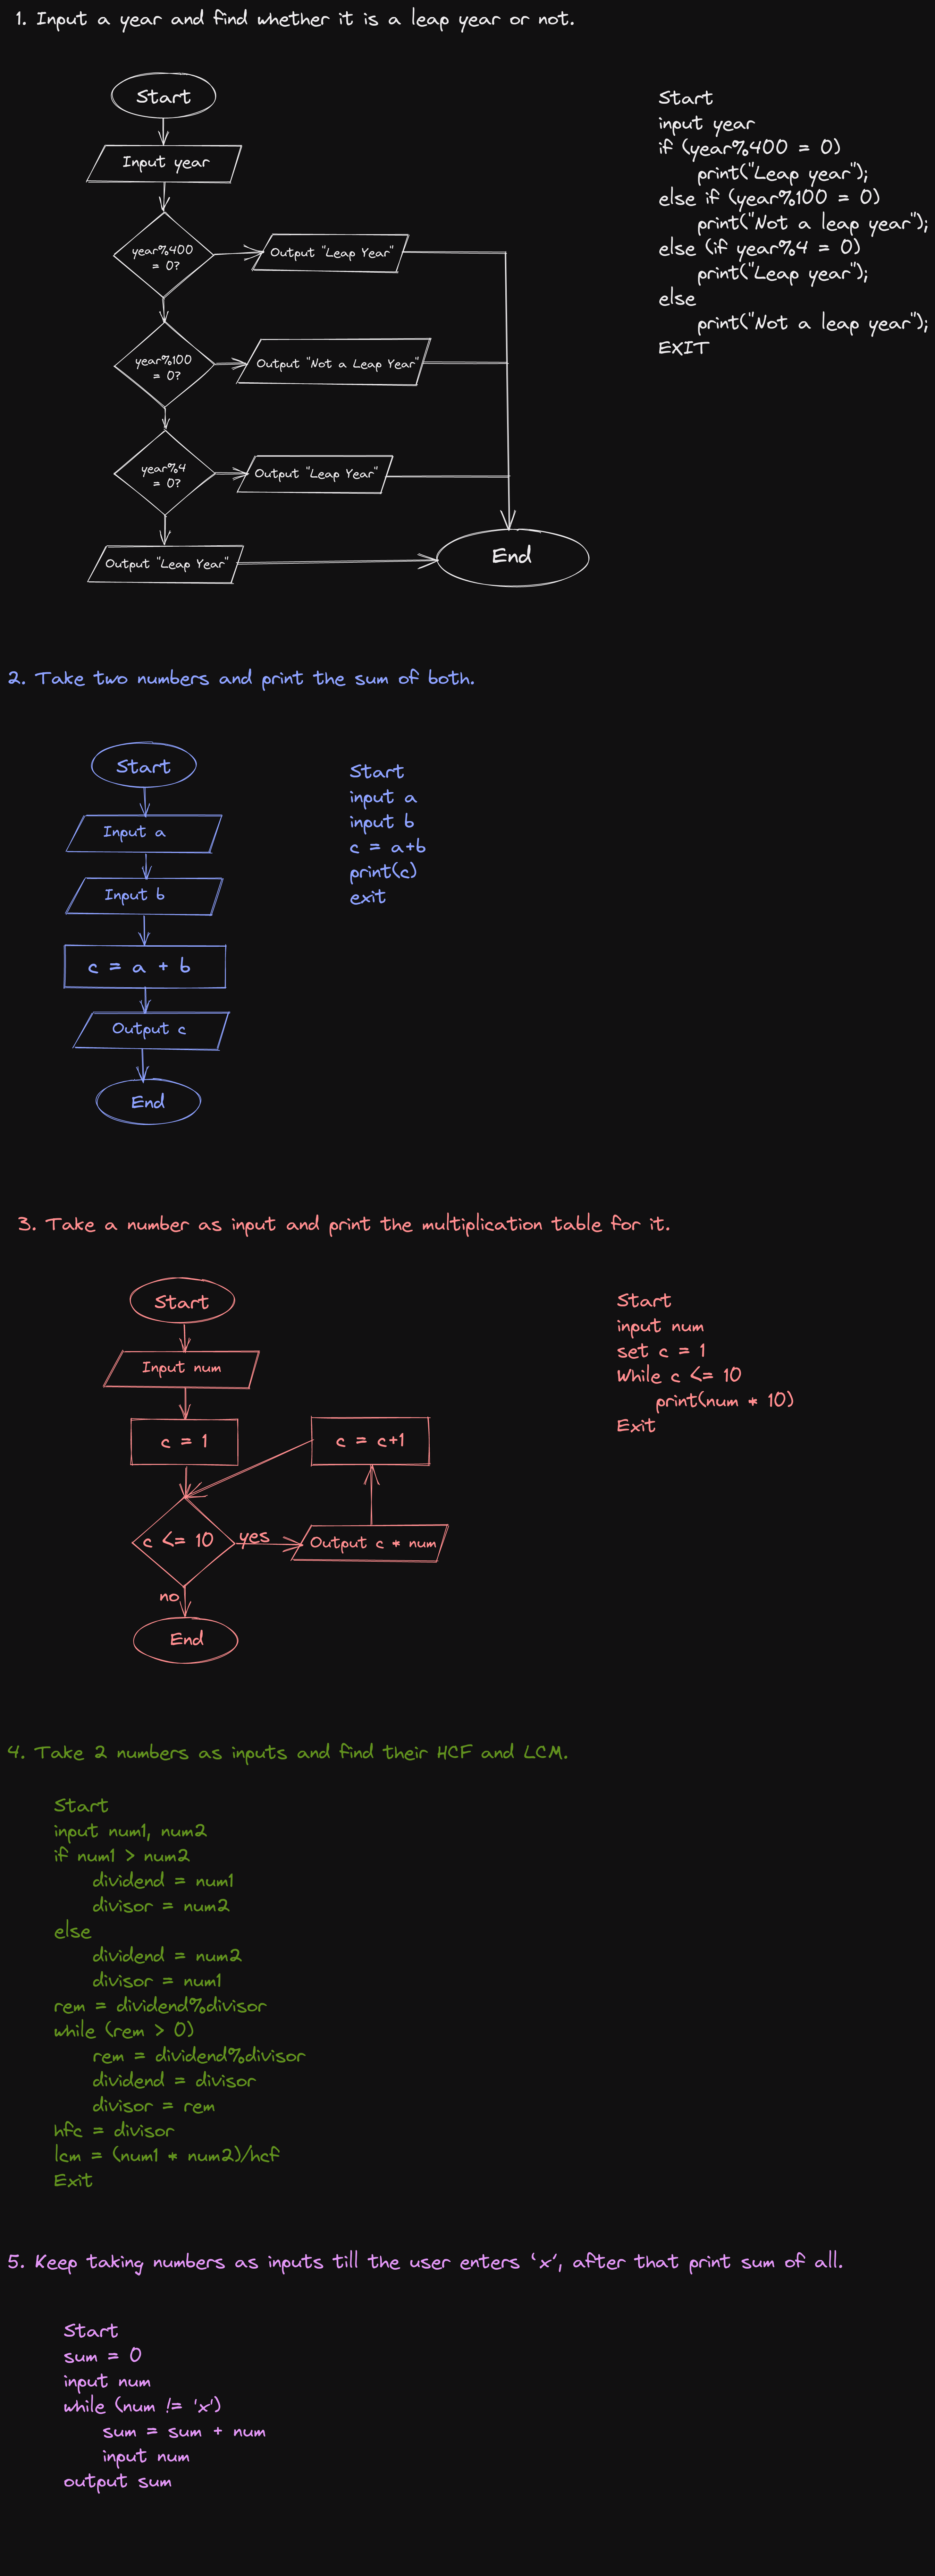 1. Input a year and find whether it is a leap year or not.
Start
Input year
year%400
= 0?
Output "Leap Year"
year%100
= 0?
Output "Not a Leap Year"
year%4
= 0?
Output "Leap Year"
Output "Leap Year"
End
Start
input year
if (year%400 = 0)
print("Leap year");
else if (year%100 = 0)
print("Not a leap year");
else (if year%4 = 0)
print("Leap year");
else
print("Not a leap year");
EXIT
2. Take two numbers and print the sum of both.
Start
Input a
Input b
c = a + b
Output c
End
Start
input a
input b
c = a+b
print(c)
exit
3. Take a number as input and print the multiplication table for it.
Start
Input num
c = 1
c = c+1
c <= 10
yes
Output c * num
no
End
Start
input num
set c = 1
While c <= 10
print(num * 10)
Exit
4. Take 2 numbers as inputs and find their HCF and LCM.
Start
input num1, num2
if num1 > num2
dividend = num1
divisor = num2
else
dividend = num2
divisor = num1
rem = dividend%divisor
while (rem > 0)
rem = dividend%divisor
dividend = divisor
divisor = rem
hfc = divisor
lcm = (num1 * num2)/hcf
Exit
5. Keep taking numbers as inputs till the user enters 'x', after that print sum of all.
Start
sum = 0
input num
while (num != 'x')
sum = sum + num
input num
output sum